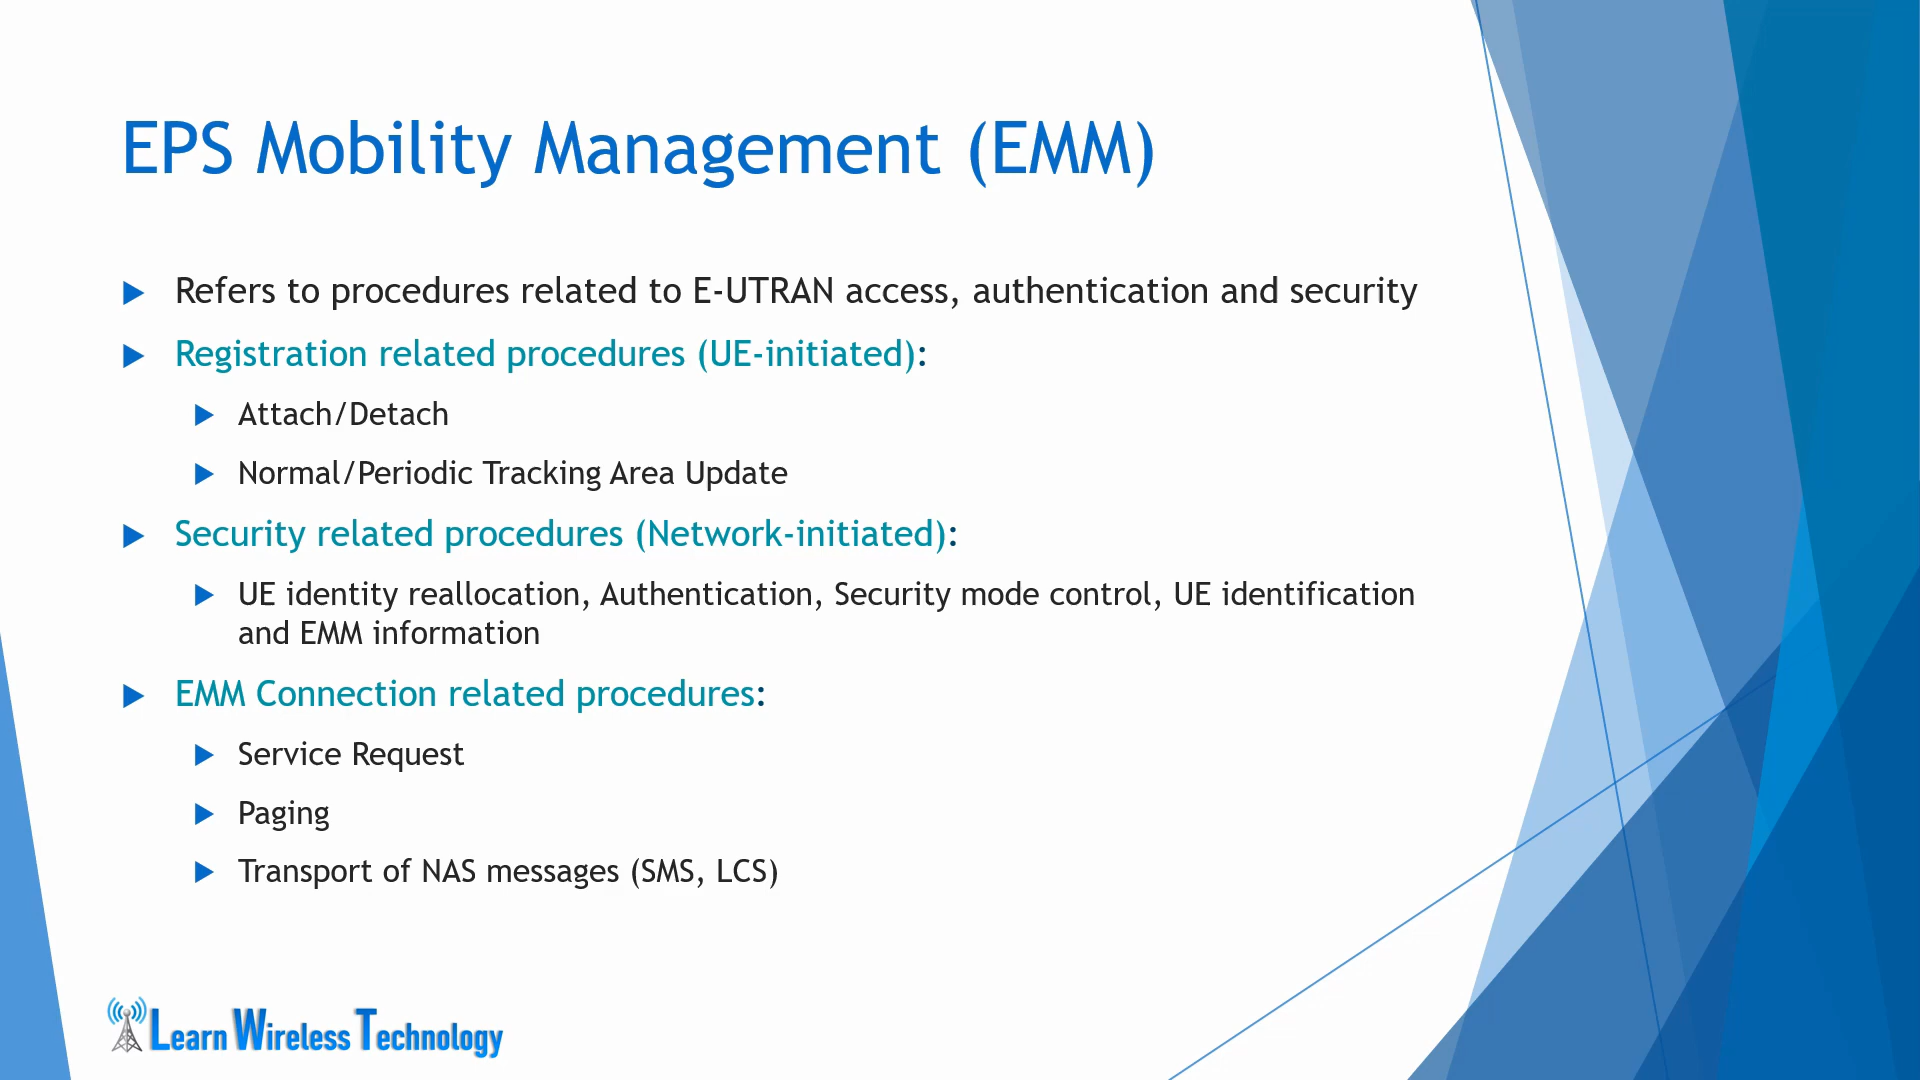 EPS Mobility Management (EMM)
Refers to procedures related to E-UTRAN access, authentication and security
Registration related procedures (UE-initiated):
Attach/Detach
Normal/Periodic Tracking Area Update
Security related procedures (Network-initiated):
UE identity reallocation, Authentication, Security mode control, UE identification
and EMM information
EMM Connection related procedures:
Service Request
Paging
Transport of NAS messages (SMS, LCS)
Learn Wireless Technology